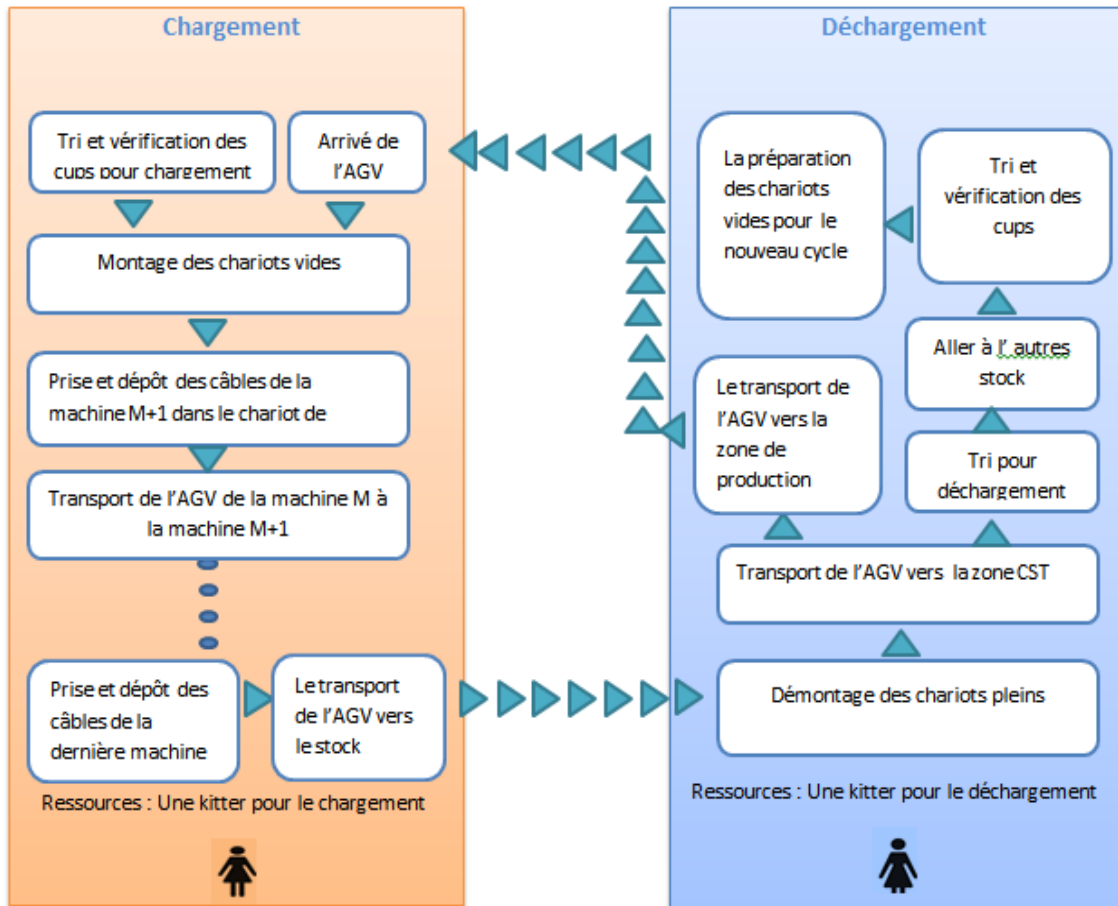 Chargement
Tri et vérification des
cups pour chargement
Arrivé de
l'AGV
Montage des chariots vides
Prise et dépôt des câbles de la
machine M+1 dans le chariot de
Transport de l'AGV de la machine M à
la machine M+1
Prise et dépôt des
câbles de la
dernière machine
Le transport
de l'AGV vers
le stock
Ressources : Une kitter pour le chargement
Déchargement
La préparation
des chariots
vides pour le
nouveau cycle
Tri et
vérification des
cups
Aller à l' autres
stock
Le transport de
l'AGV vers la
zone de
production
Tri pour
déchargement
Transport de l'AGV vers la zone CST
Démontage des chariots pleins
Ressources : Une kitter pour le déchargement